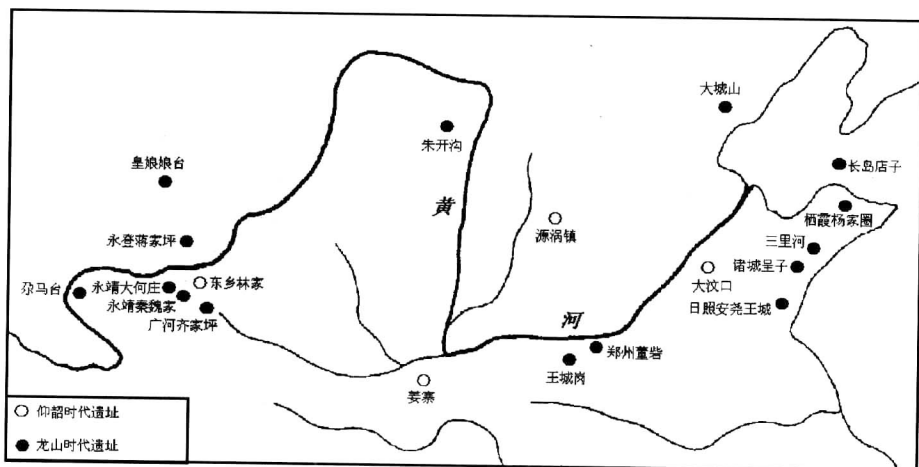 大城山
朱开沟
长岛店子
皇娘娘台
黄
栖霞杨家圈
源涡镇
三里河
永登蒋家坪
诸城呈子
大汶口
东乡林家
永靖大何庄
尕马台
永靖秦魏家
日照安尧王城
广河齐家坪
河
郑州董砦
王城岗
姜寨
仰韶时代遗址
龙山时代遗址